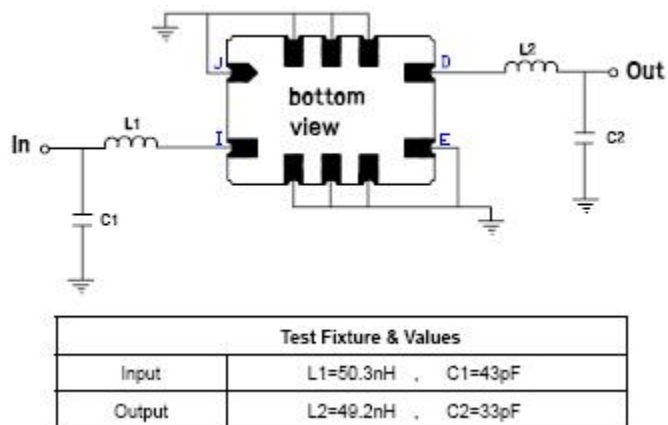 J
D
L2
Out
bottom
view
L1
In
I
E
C2
C1
Test Fixture & Values
Input L1=50.3nH , C1=43pF
Output L2=49.2nH , C2=33pF